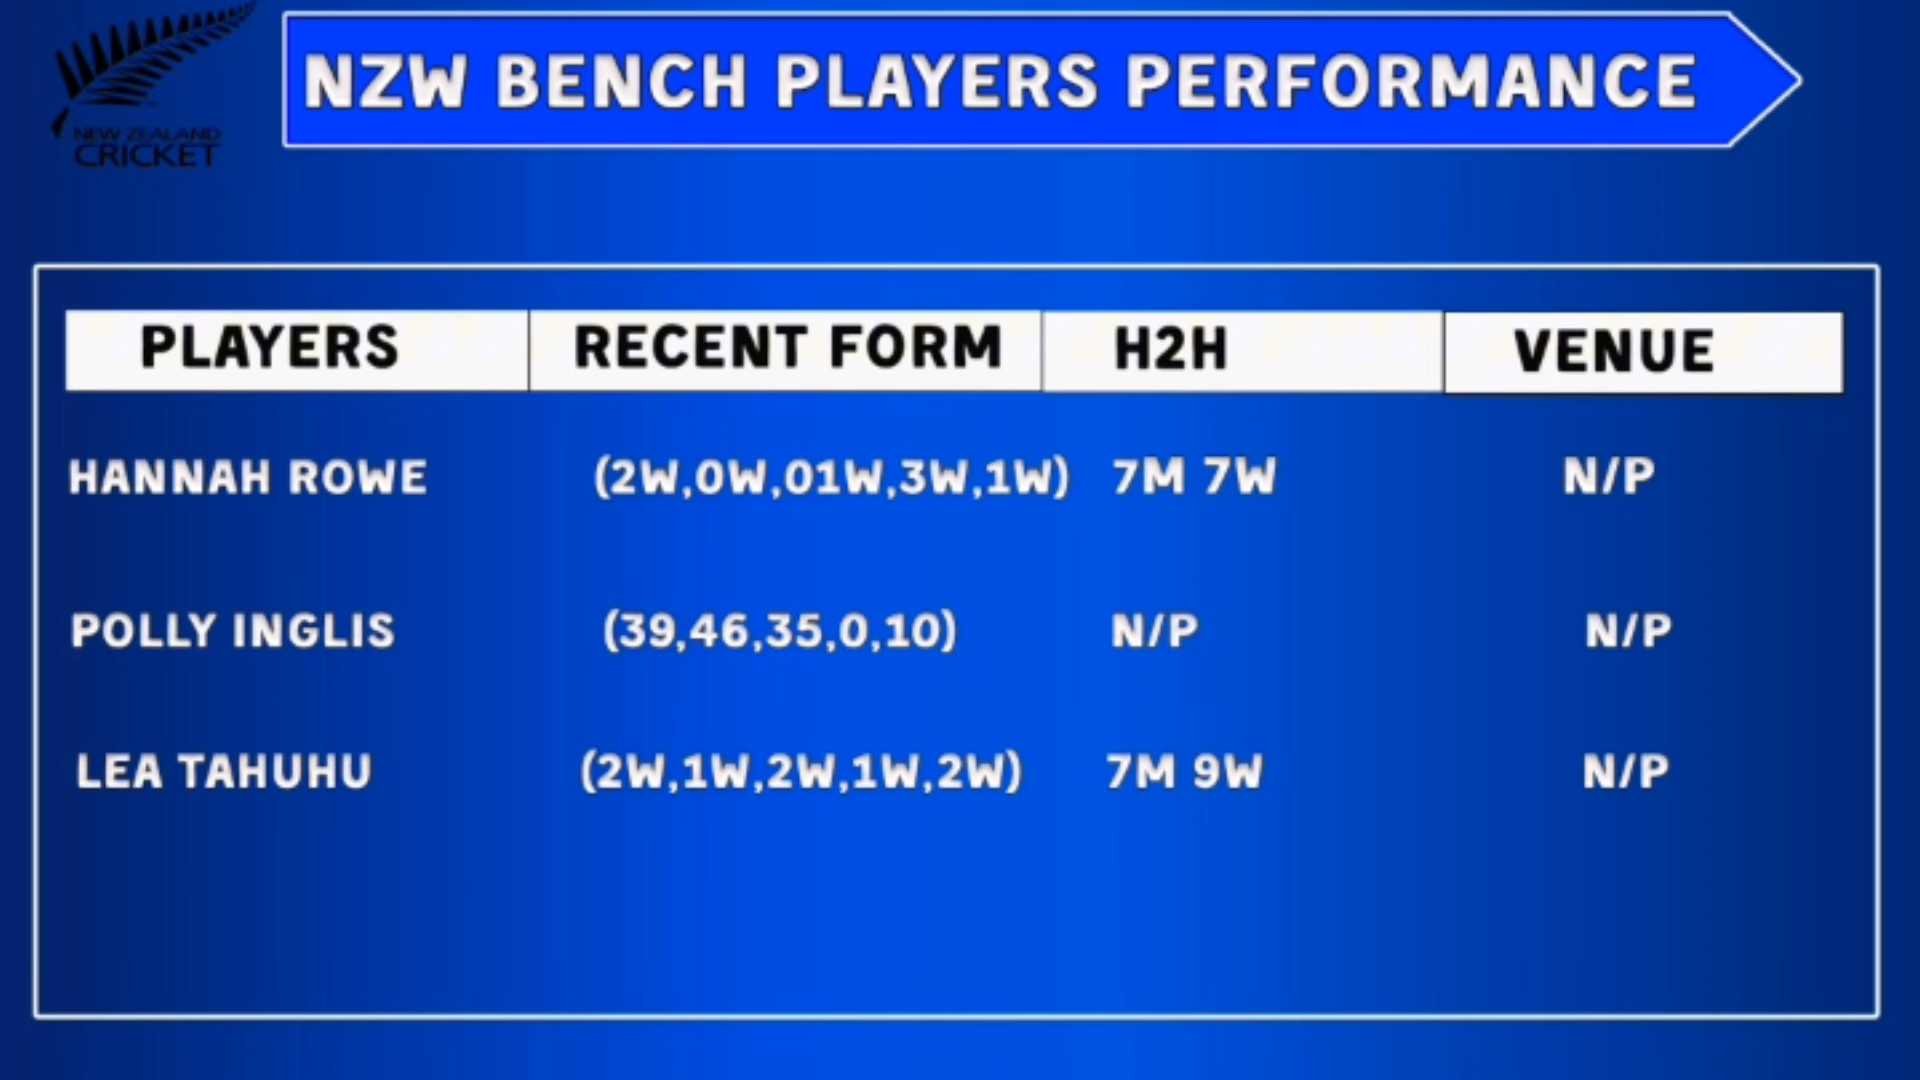 NEW ZEALAND
CRICKET
NZW BENCH PLAYERS PERFORMANCE
PLAYERS RECENT FORM H2H VENUE
HANNAH ROWE (2W,0W,01W,3W,1W) 7M 7W N/P
POLLY INGLIS (39,46,35,0,10) N/P N/P
LEA TAHUHU (2W,1W,2W,1W,2W) 7M 9W N/P